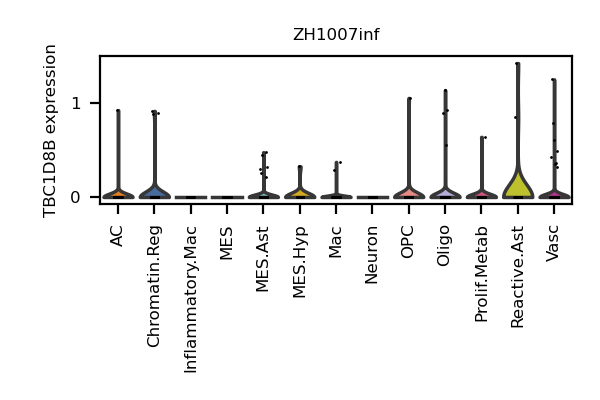 ZH1007inf
TBC1D8B expression
1
0
AC
Chromatin.Reg
Inflammatory.Mac
MES
MES.Ast
MES.Hyp
Mac
Neuron
OPC
Oligo
Prolif.Metab
Reactive.Ast
Vasc